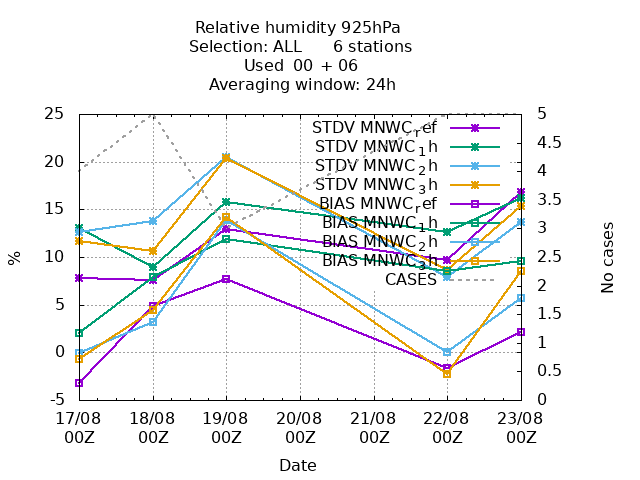 Relative humidity 925hPa
Selection: ALL 6 stations
Used 00 + 06
Averaging window: 24h
25
20
15
10
5
0
-5
%
5
4.5
4
3.5
3
2.5
2
1.5
1
0.5
0
No cases
STDV MNWC_ref
STDV MNWC_1h
STDV MNWC_2h
STDV MNWC_3h
BIAS MNWC_ref
BIAS MNWC_1h
BIAS MNWC_2h
BIAS MNWC_3h
CASES
17/08 18/08 19/08 20/08 21/08 22/08 23/08
00Z 00Z 00Z 00Z 00Z 00Z 00Z
Date